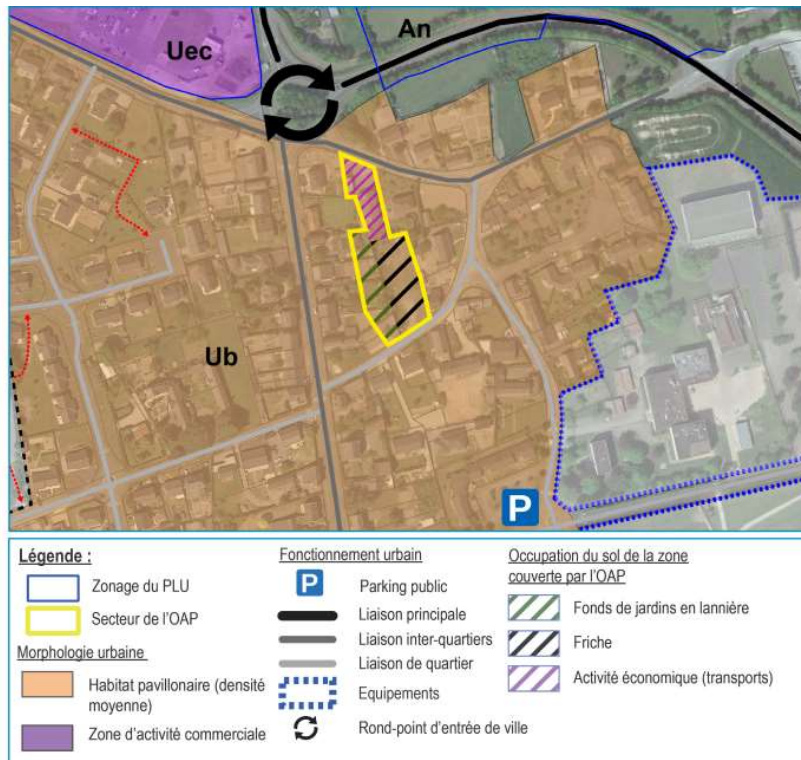 Uec
An
Ub
P
Légende :
Zonage du PLU
Secteur de l'OAP
Morphologie urbaine
Habitat pavillonaire (densité
moyenne)
Zone d'activité commerciale
Fonctionnement urbain
P
Parking public
Liaison principale
Liaison inter-quartiers
Liaison de quartier
Equipements
Rond-point d'entrée de ville
Occupation du sol de la zone
couverte par l'OAP
Fonds de jardins en lannière
Friche
Activité économique (transports)